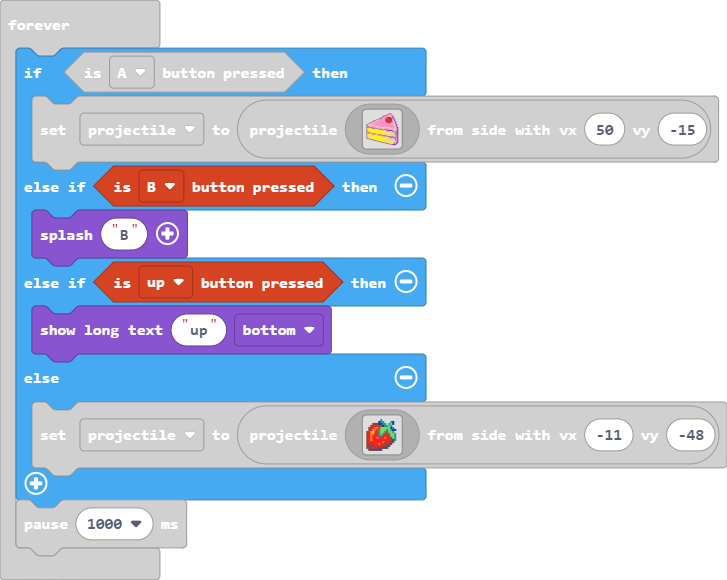 forever
if is A button pressed then
set projectile to projectile from side with vx 50 vy -15
else if is B button pressed then
splash "B"
else if is up button pressed then
show long text "up" bottom
else
set projectile to projectile from side with vx -11 vy -48
pause 1000 ms